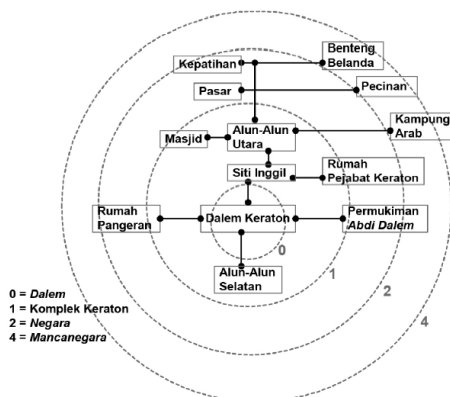 Benteng
Belanda
Kepatihan
Pasar
Pecinan
Kampung
Arab
Masjid
Alun-Alun
Utara
Siti Inggil
Rumah
Pejabat Keraton
Rumah
Pangeran
Dalem Keraton
Permukiman
Abdi Dalem
0
Alun-Alun
Selatan
1
2
4
0 = Dalem
1 = Komplek Keraton
2 = Negara
4 = Mancanegara